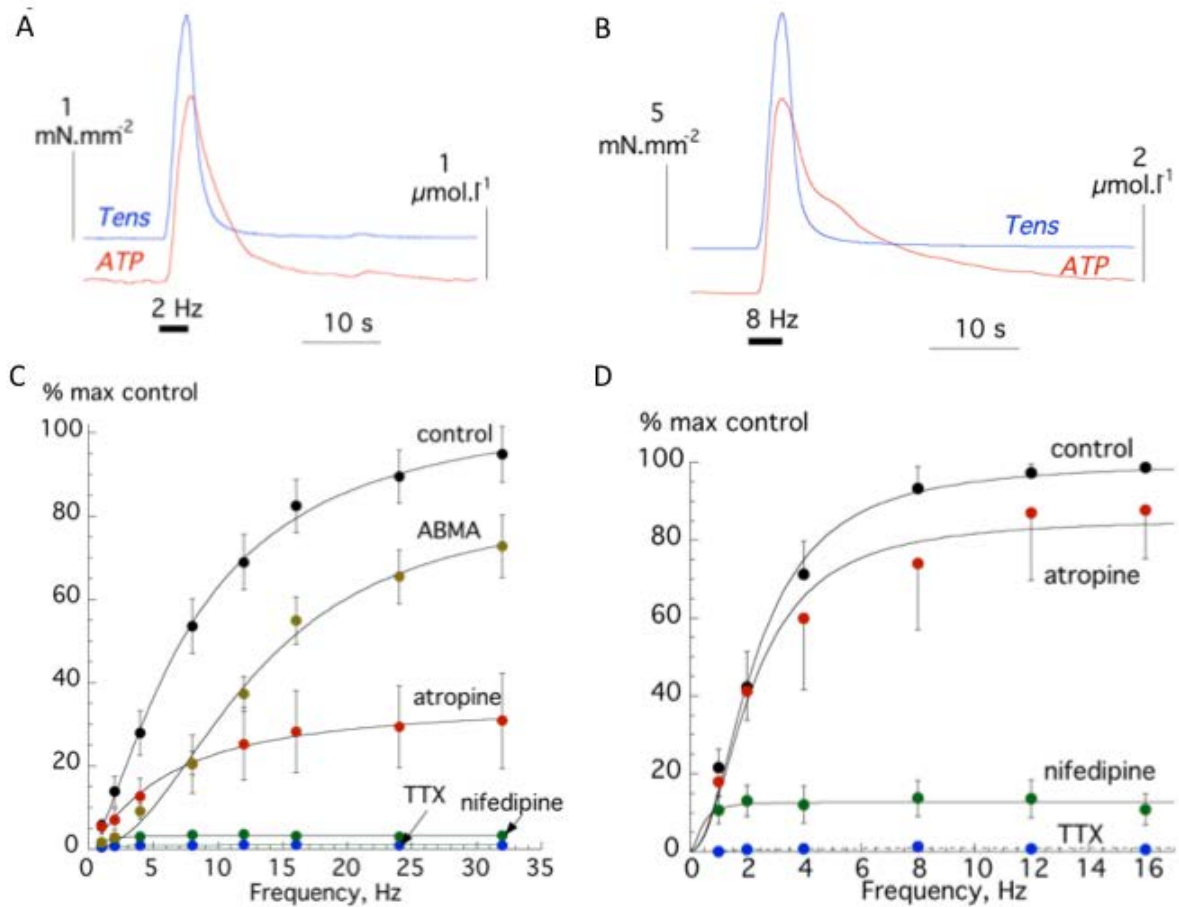 A
1
mN.mm-2
1
µmol.l1
Tens
ATP
2 Hz
10 s
B
5
mN.mm-2
2
µmol.l1
Tens
ATP
8 Hz
10 s
C
% max control
100
80
60
40
20
0
control
ABMA
atropine
TTX
nifedipine
0 5 10 15 20 25 30 35
Frequency, Hz
D
% max control
100
80
60
40
20
0
control
atropine
nifedipine
TTX
0 2 4 6 8 10 12 14 16
Frequency, Hz